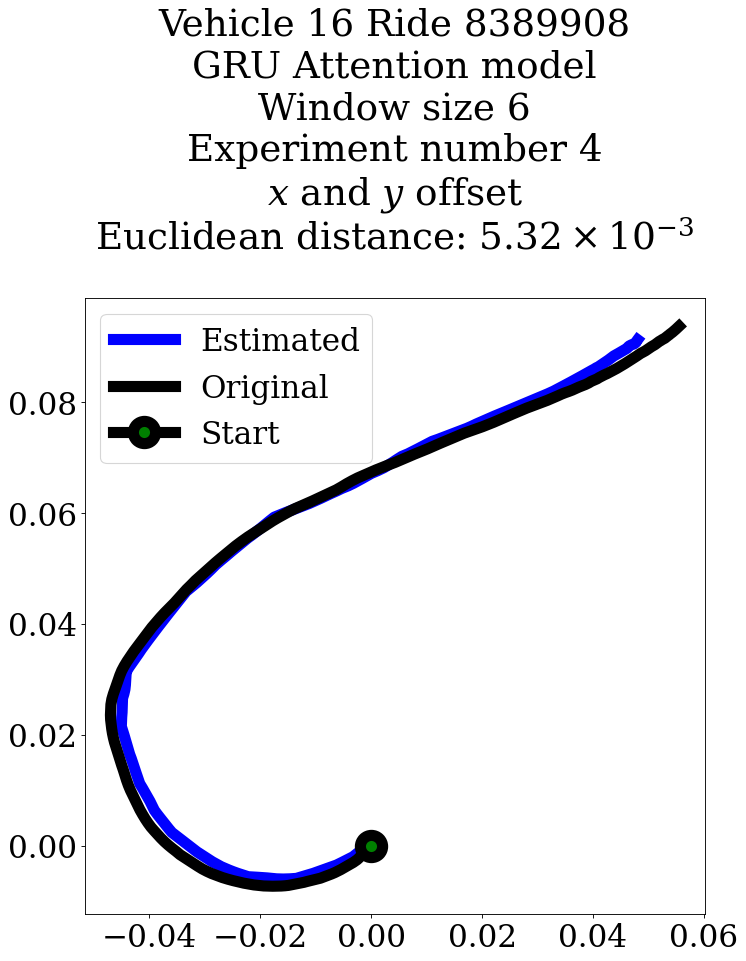 Vehicle 16 Ride 8389908
GRU Attention model
Window size 6
Experiment number 4
x and y offset
Euclidean distance: 5.32 × 10⁻³
Estimated
Original
Start
0.08
0.06
0.04
0.02
0.00
−0.04 −0.02 0.00 0.02 0.04 0.06